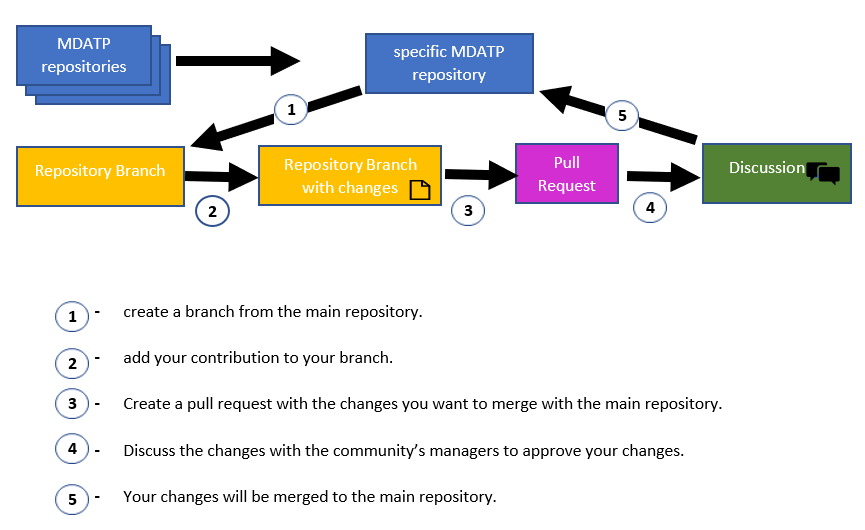 MDATP
repositories
specific MDATP
repository
1
5
Repository Branch
Repository Branch
with changes
Pull
Request
Discussion
2
3
4
1 - create a branch from the main repository.
2 - add your contribution to your branch.
3 - Create a pull request with the changes you want to merge with the main repository.
4 - Discuss the changes with the community’s managers to approve your changes.
5 - Your changes will be merged to the main repository.